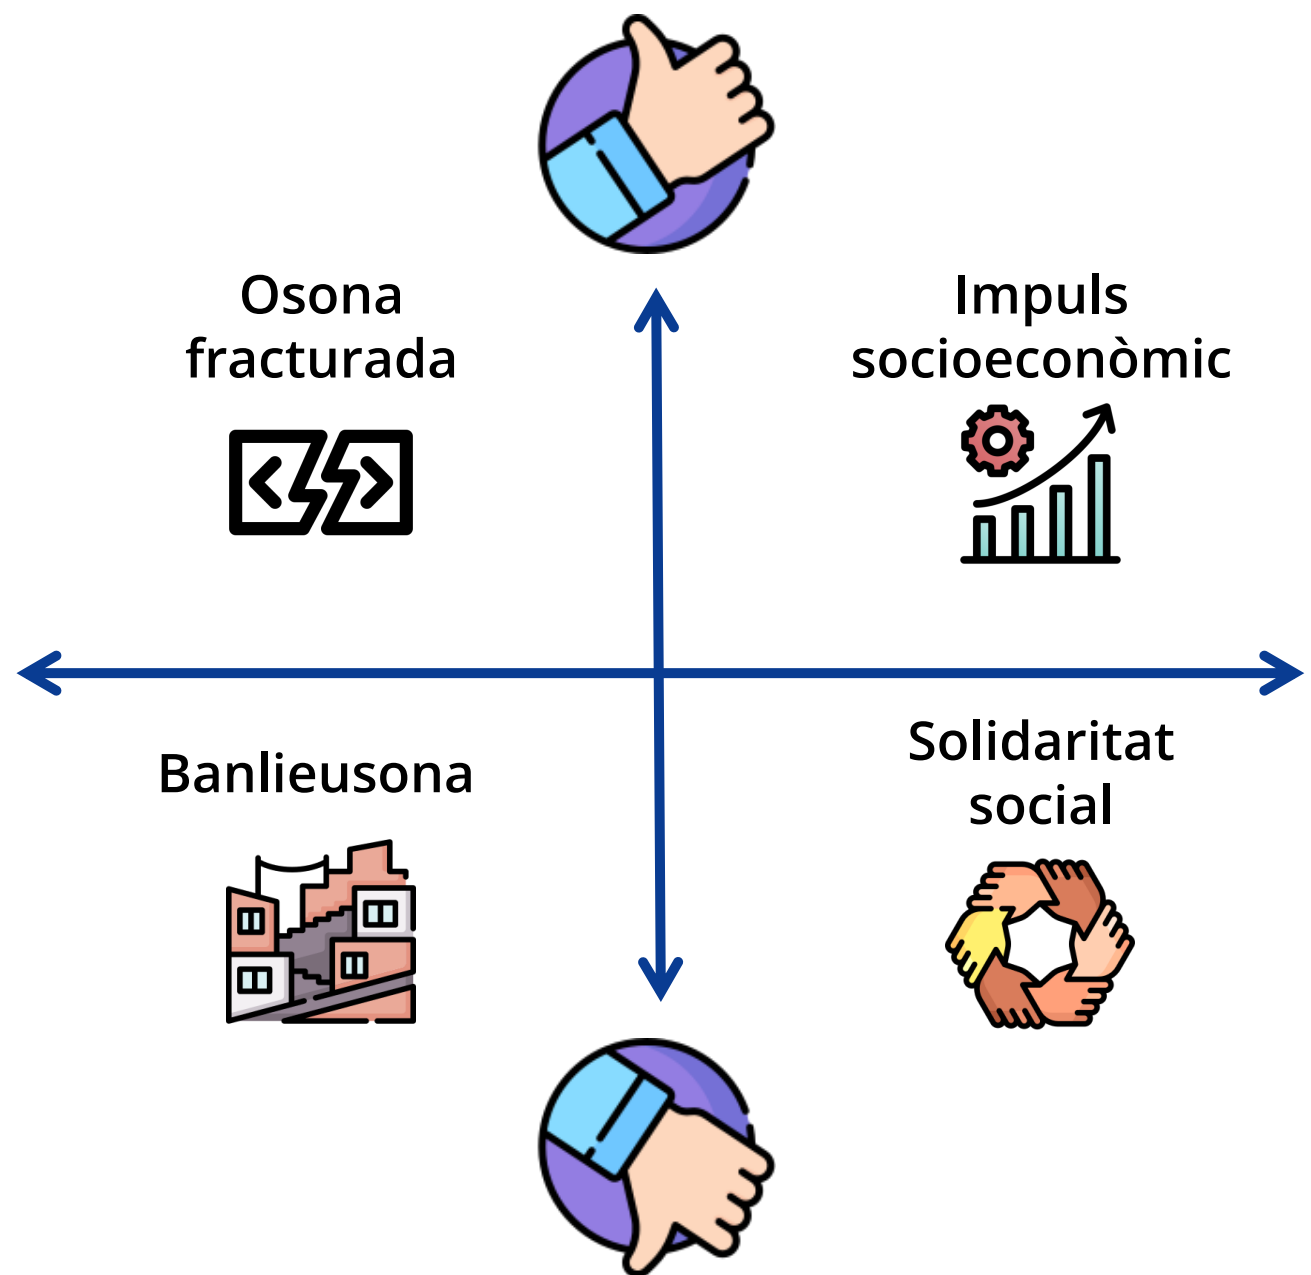 Osona
fracturada
Impuls
socioeconòmic
Banlieusona
Solidaritat
social